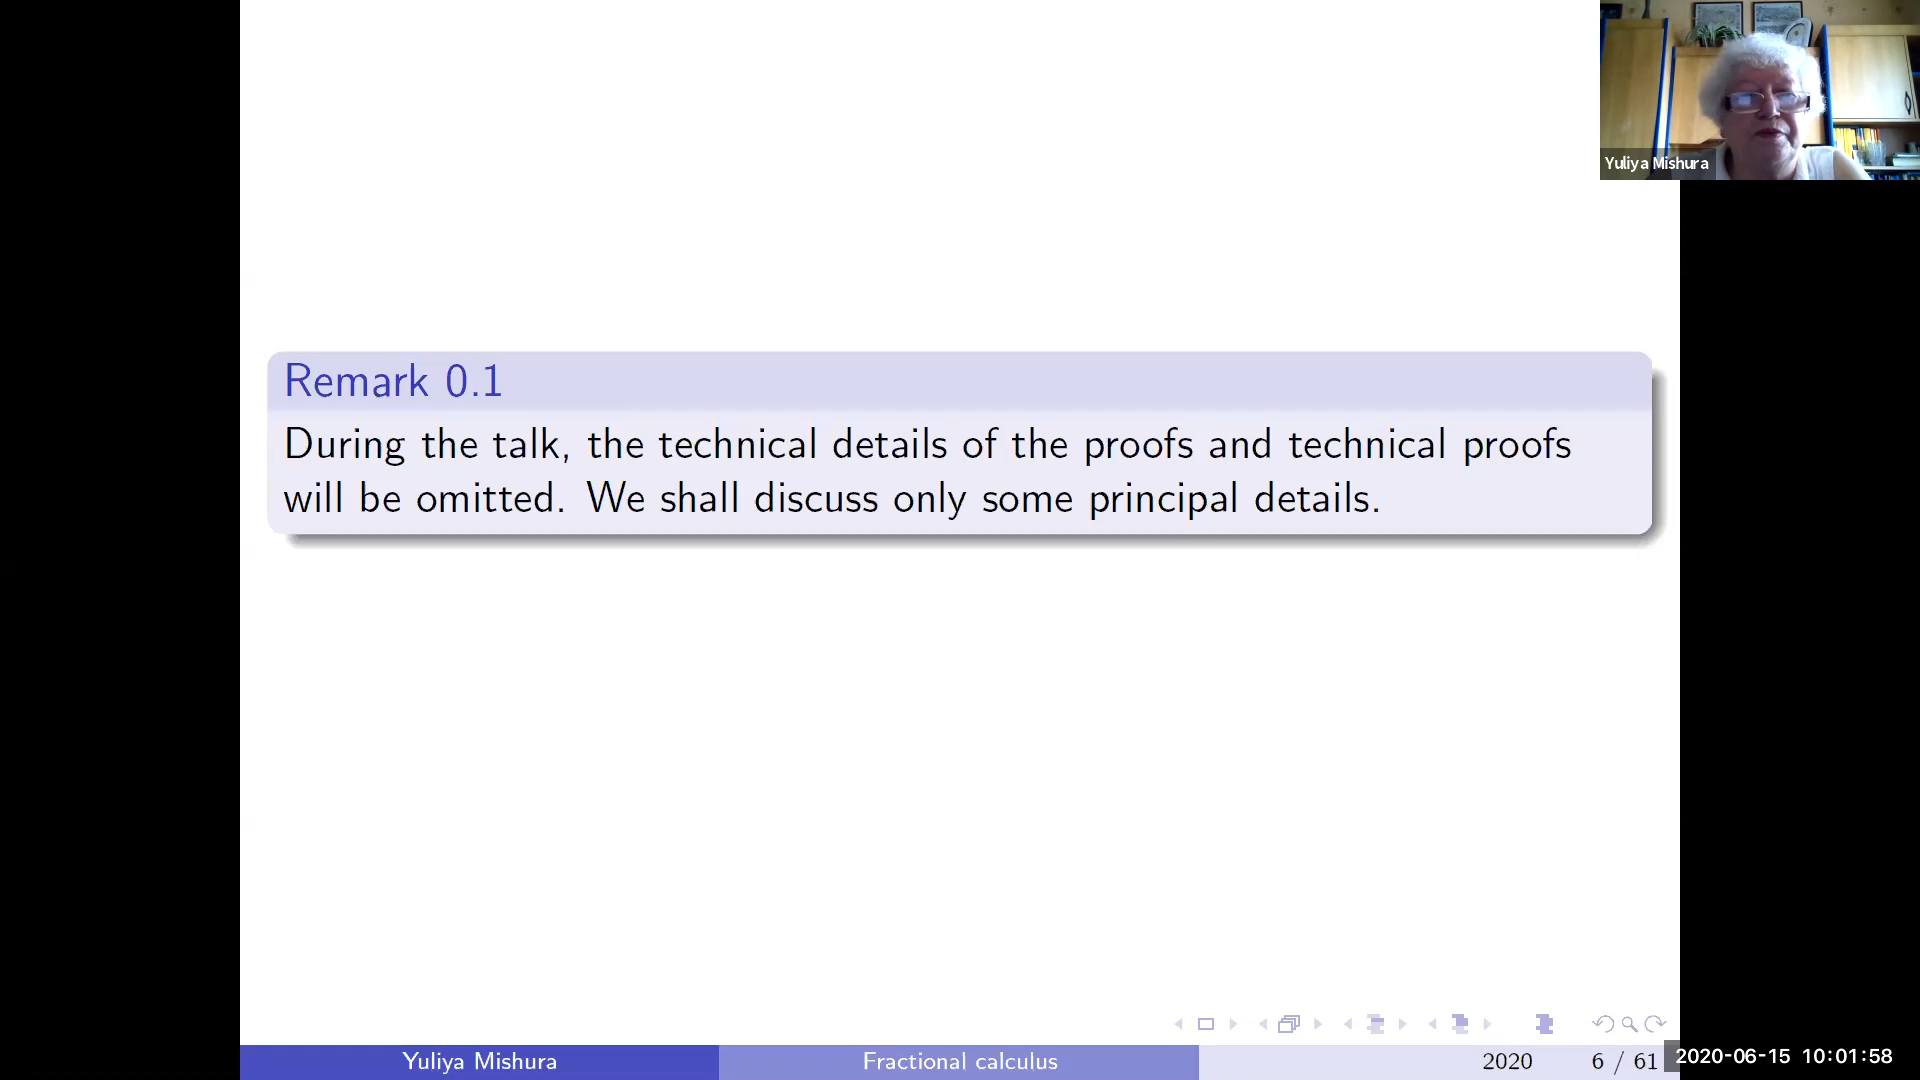 Yuliya Mishura
Remark 0.1
During the talk, the technical details of the proofs and technical proofs
will be omitted. We shall discuss only some principal details.
Yuliya Mishura
Fractional calculus
2020
6 / 61
2020-06-15 10:01:58